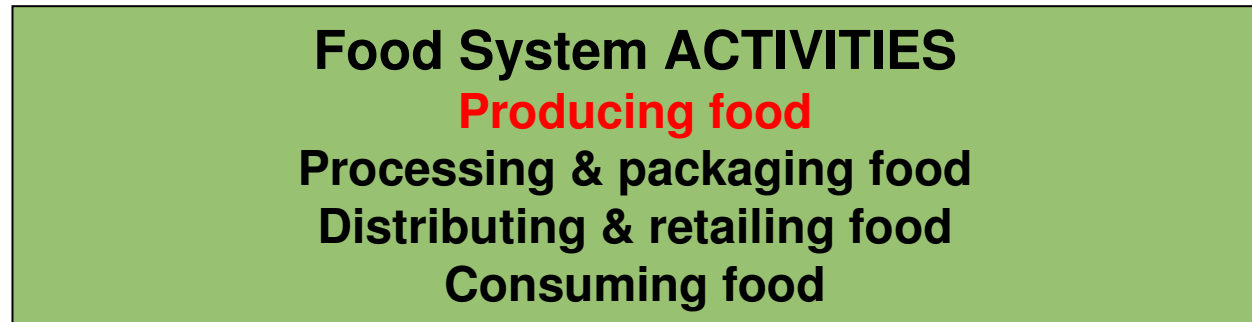 Food System ACTIVITIES
Producing food
Processing & packaging food
Distributing & retailing food
Consuming food